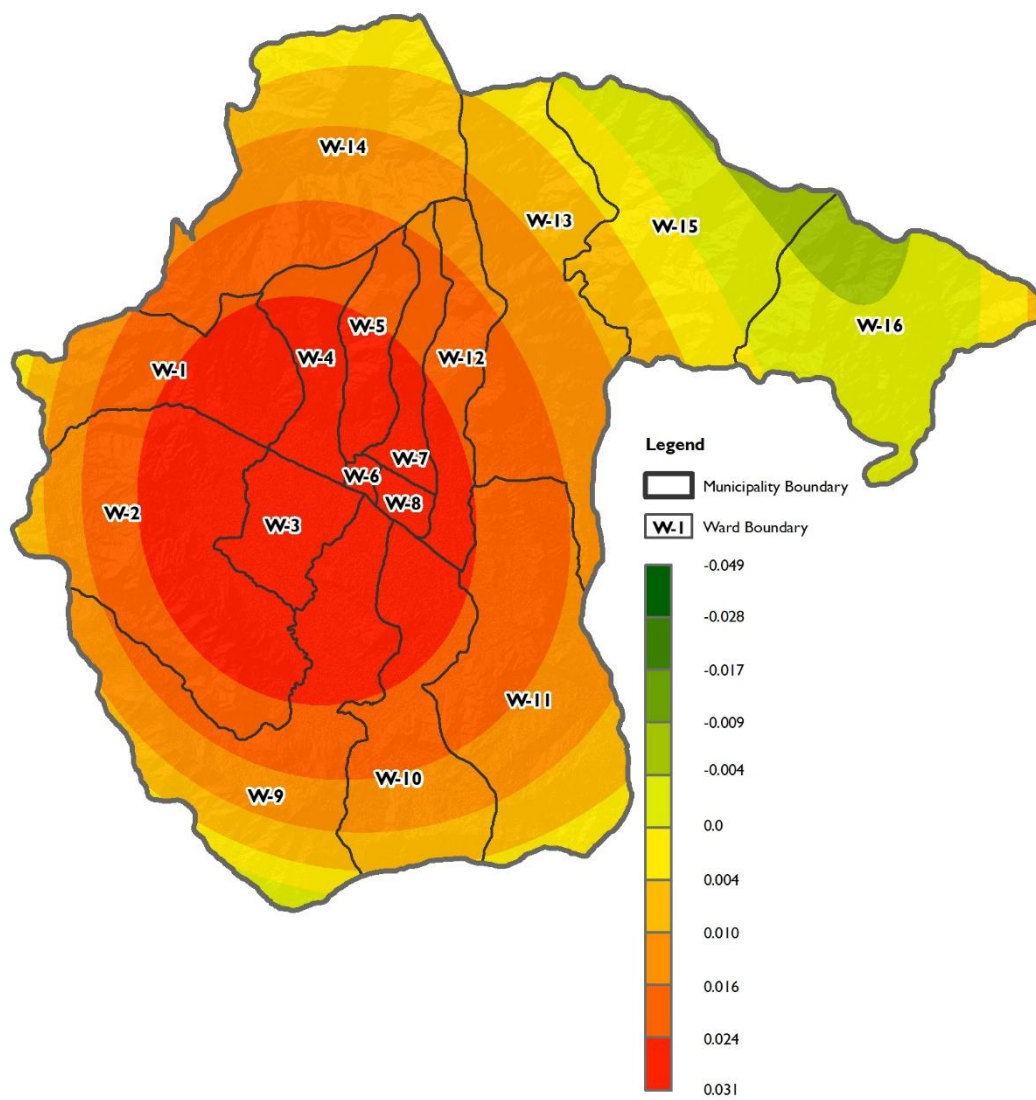 W-14
W-13
W-15
W-5
W-16
W-4
W-12
W-1
W-7
W-6
W-8
W-2
W-3
W-11
W-10
W-9
Legend
Municipality Boundary
W-1 Ward Boundary
-0.049
-0.028
-0.017
-0.009
-0.004
0.0
0.004
0.010
0.016
0.024
0.031